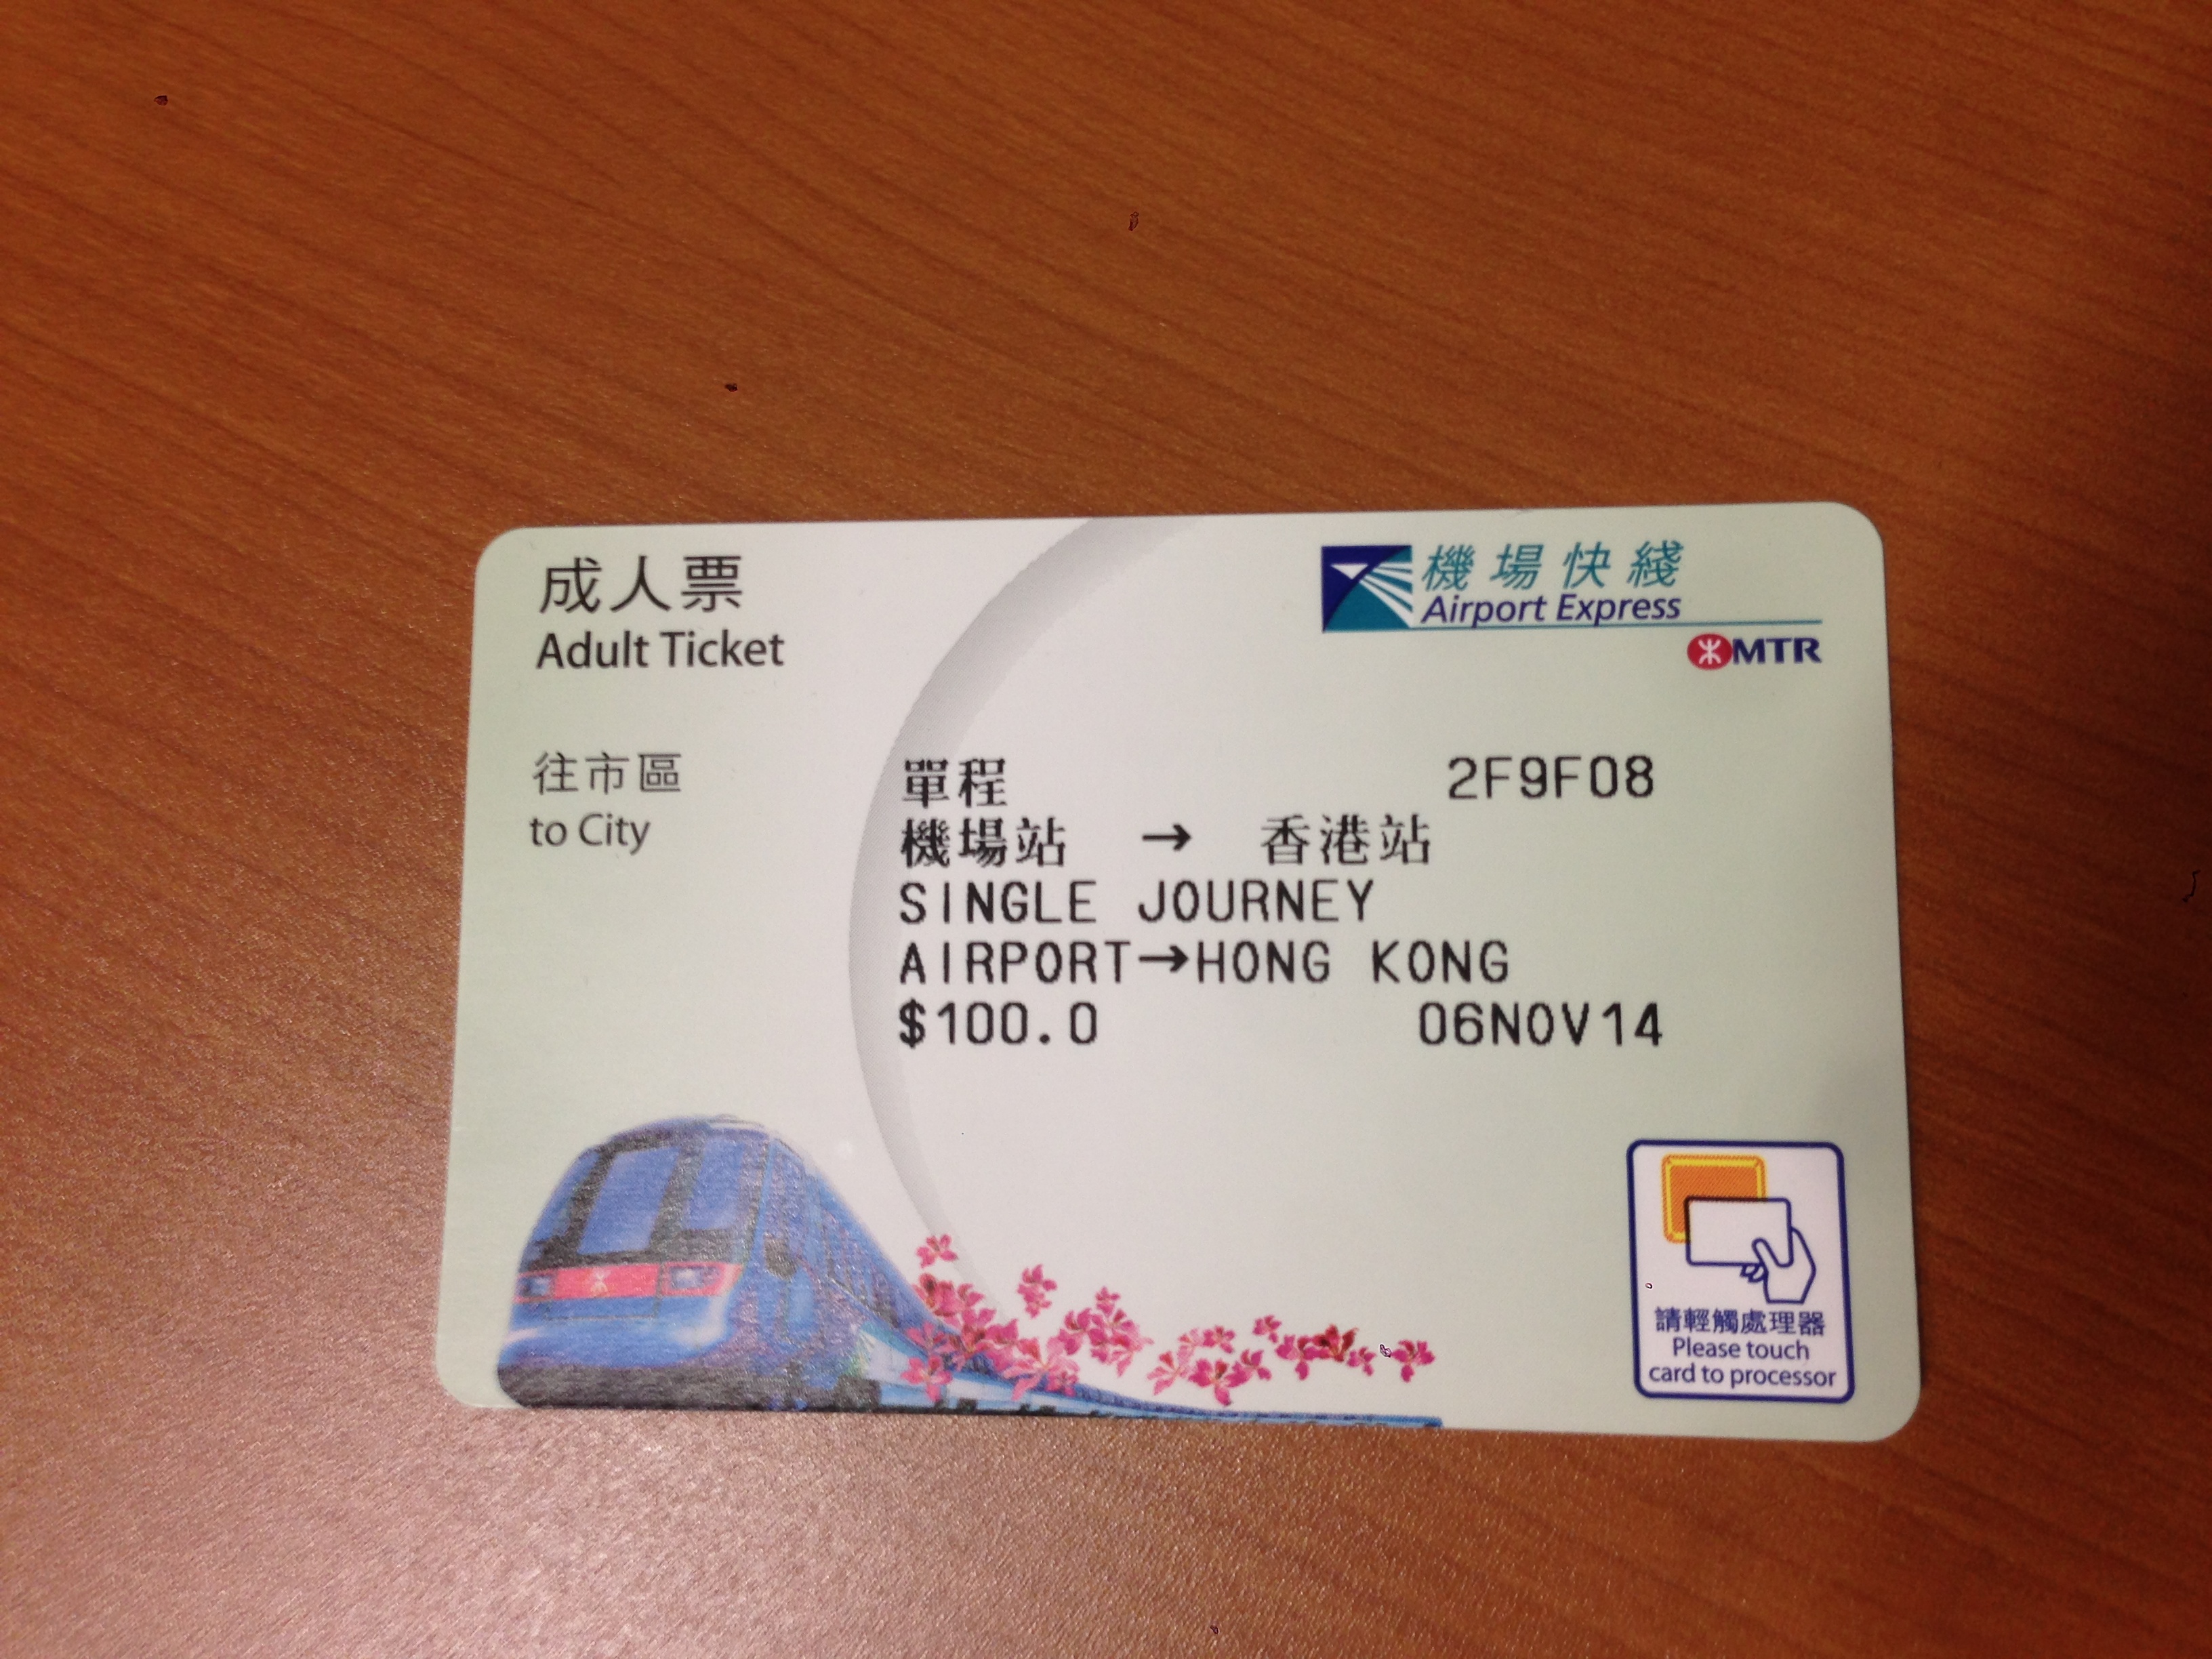 成人票
Adult Ticket
機場快綫
Airport Express
MTR
往市區
to City
單程 2F9F08
機場站 → 香港站
SINGLE JOURNEY
AIRPORT→HONG KONG
$100.0 06NOV14
請輕觸處理器
Please touch
card to processor